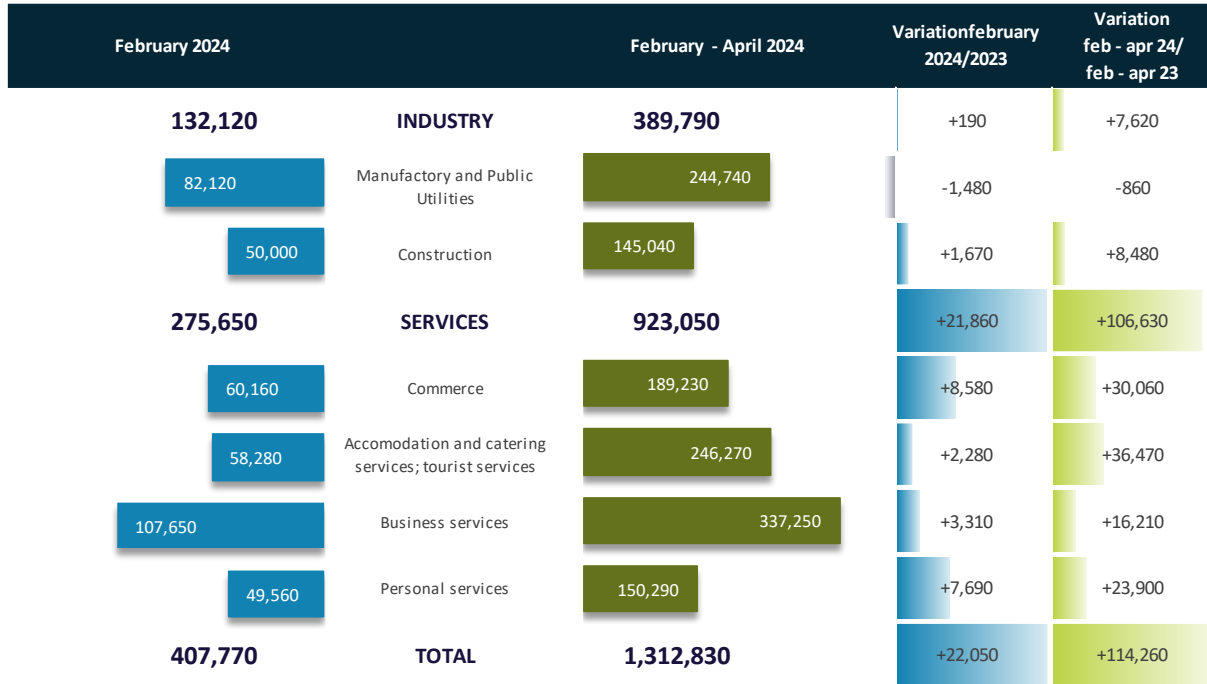 February 2024 February - April 2024 Variationfebruary 2024/2023 Variation feb - apr 24/ feb - apr 23
132,120 INDUSTRY 389,790 +190 +7,620
82,120 Manufactory and Public Utilities 244,740 -1,480 -860
50,000 Construction 145,040 +1,670 +8,480
275,650 SERVICES 923,050 +21,860 +106,630
60,160 Commerce 189,230 +8,580 +30,060
58,280 Accomodation and catering services; tourist services 246,270 +2,280 +36,470
107,650 Business services 337,250 +3,310 +16,210
49,560 Personal services 150,290 +7,690 +23,900
407,770 TOTAL 1,312,830 +22,050 +114,260